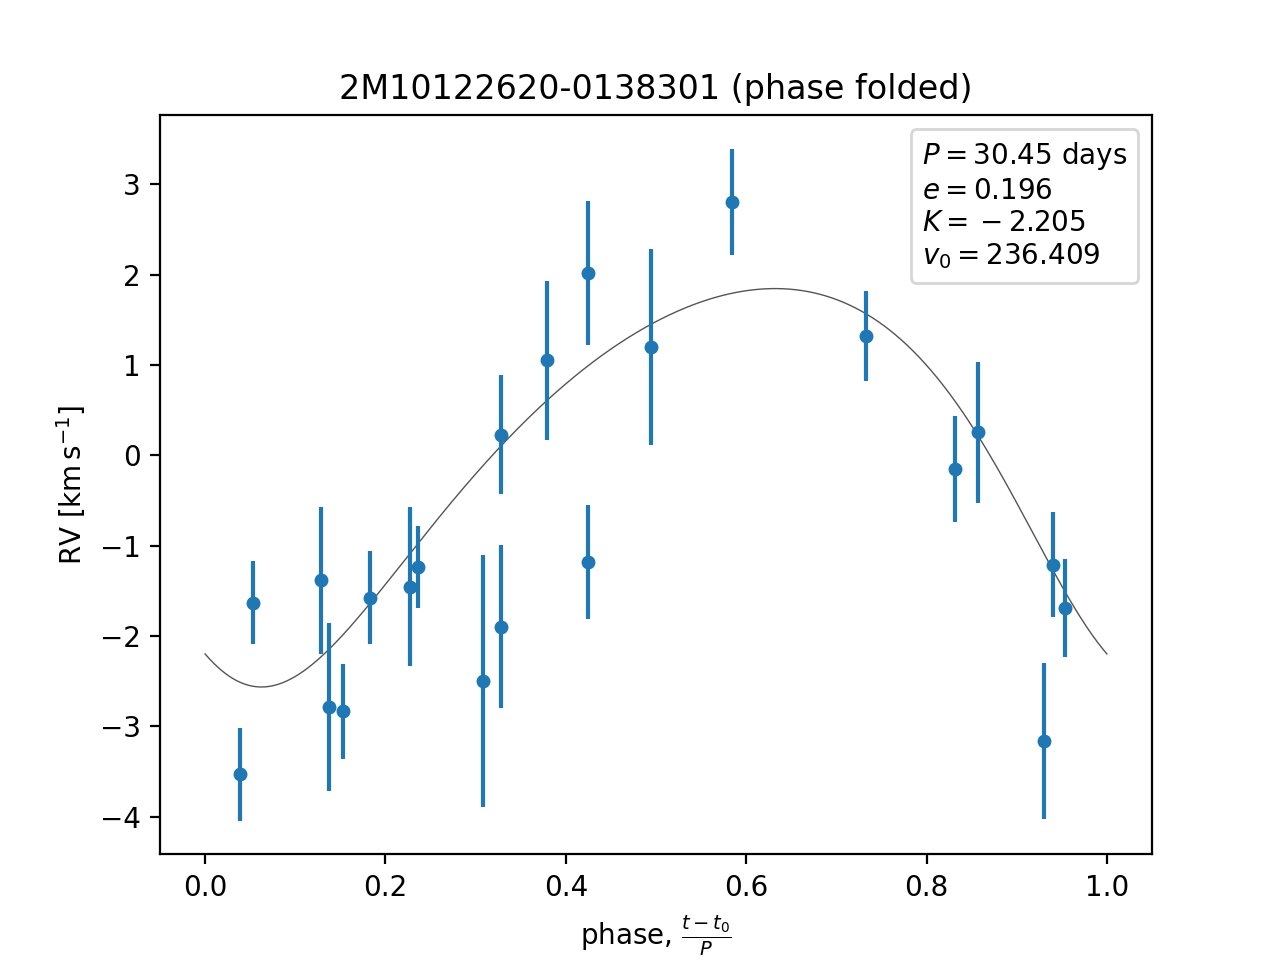 2M10122620-0138301 (phase folded)
P = 30.45 days
e = 0.196
K = −2.205
v₀ = 236.409
RV [km s⁻¹]
3
2
1
0
−1
−2
−3
−4
0.0 0.2 0.4 0.6 0.8 1.0
phase, (t − t₀)/P